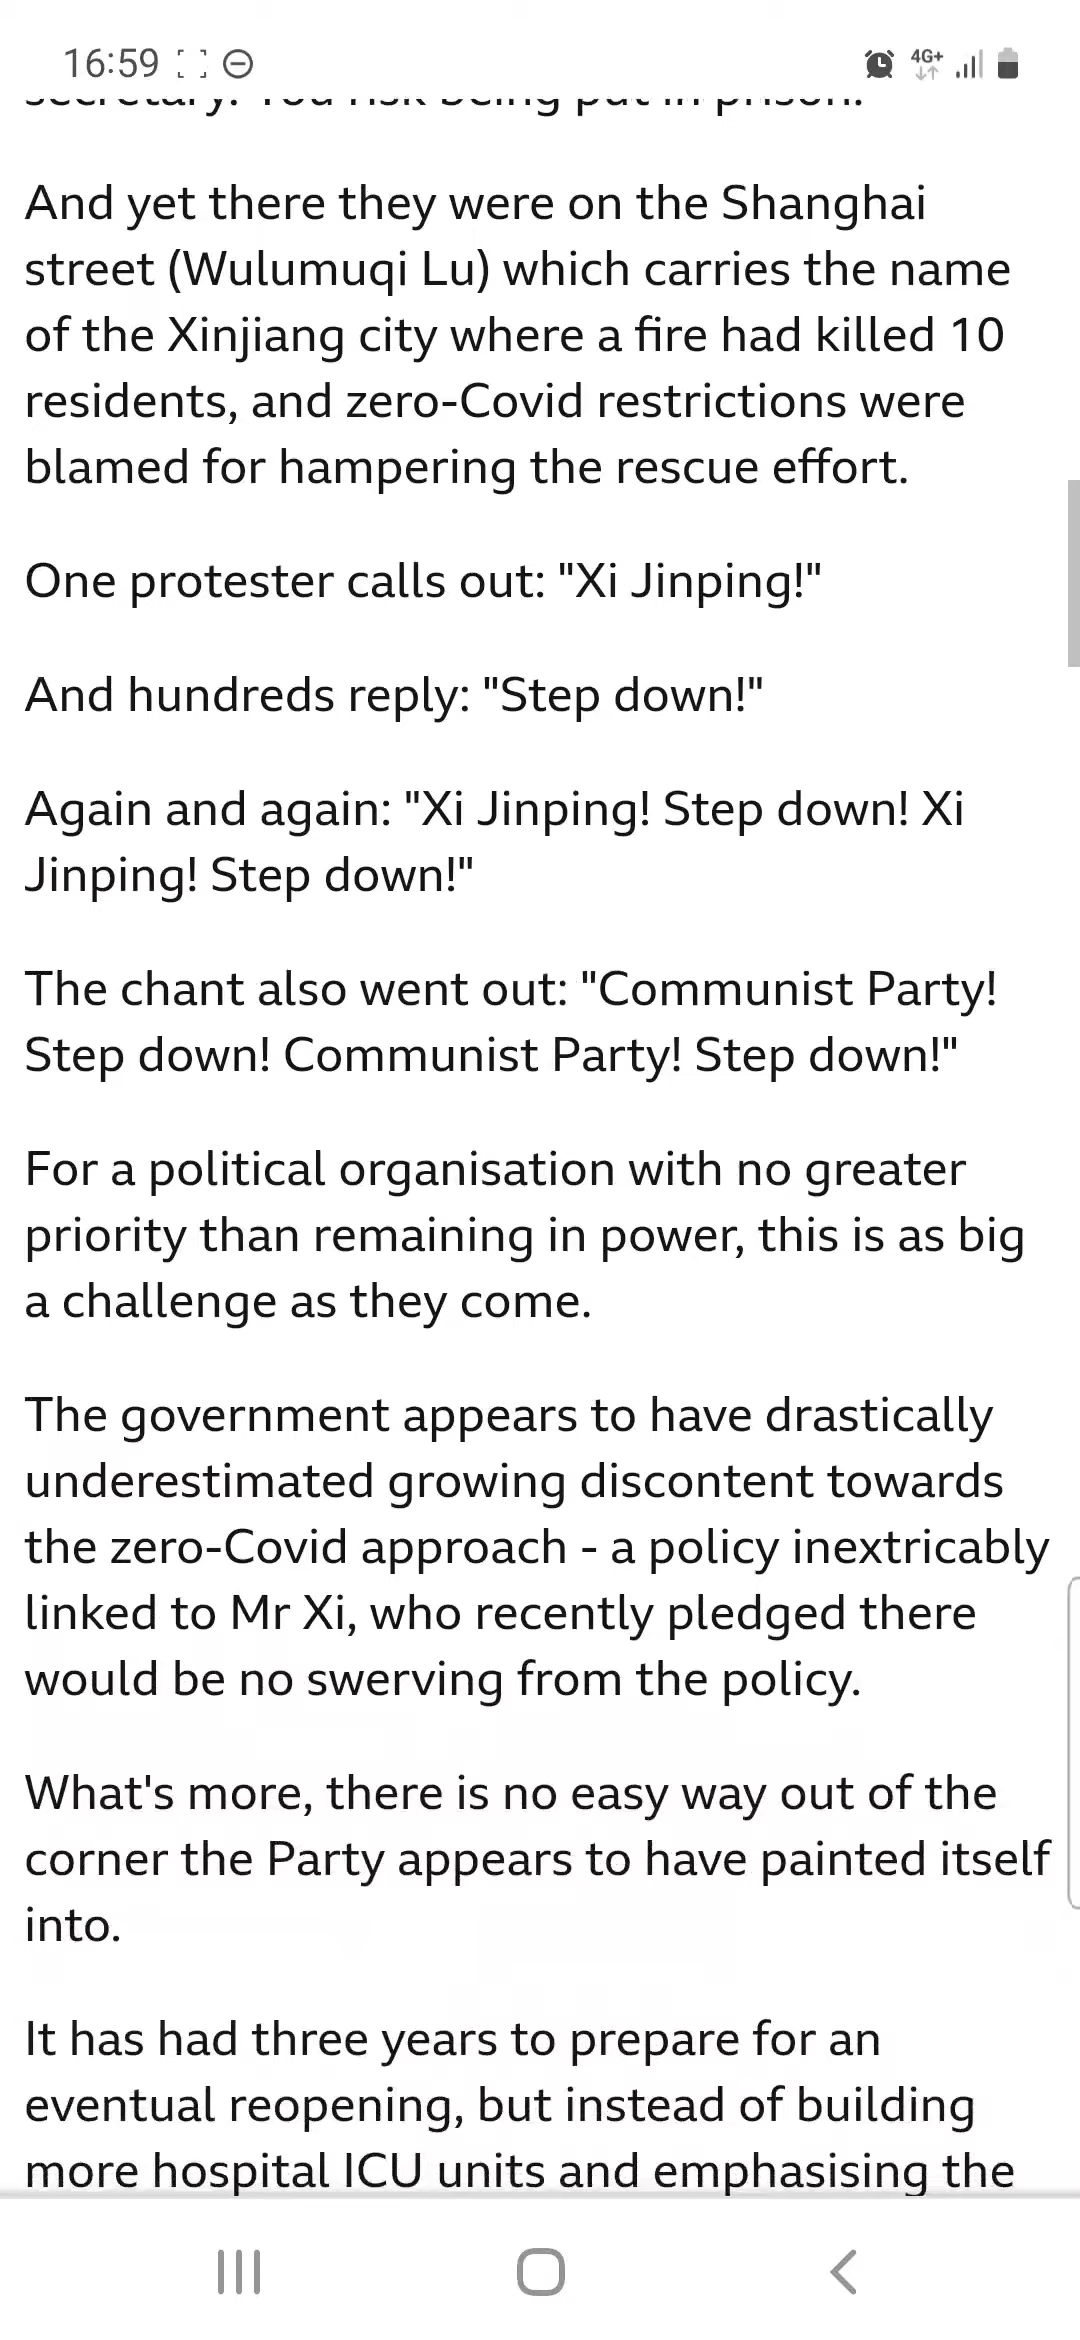 16:59
4G+
secretary. You risk being put in prison.
And yet there they were on the Shanghai
street (Wulumuqi Lu) which carries the name
of the Xinjiang city where a fire had killed 10
residents, and zero-Covid restrictions were
blamed for hampering the rescue effort.
One protester calls out: "Xi Jinping!"
And hundreds reply: "Step down!"
Again and again: "Xi Jinping! Step down! Xi
Jinping! Step down!"
The chant also went out: "Communist Party!
Step down! Communist Party! Step down!"
For a political organisation with no greater
priority than remaining in power, this is as big
a challenge as they come.
The government appears to have drastically
underestimated growing discontent towards
the zero-Covid approach - a policy inextricably
linked to Mr Xi, who recently pledged there
would be no swerving from the policy.
What's more, there is no easy way out of the
corner the Party appears to have painted itself
into.
It has had three years to prepare for an
eventual reopening, but instead of building
more hospital ICU units and emphasising the